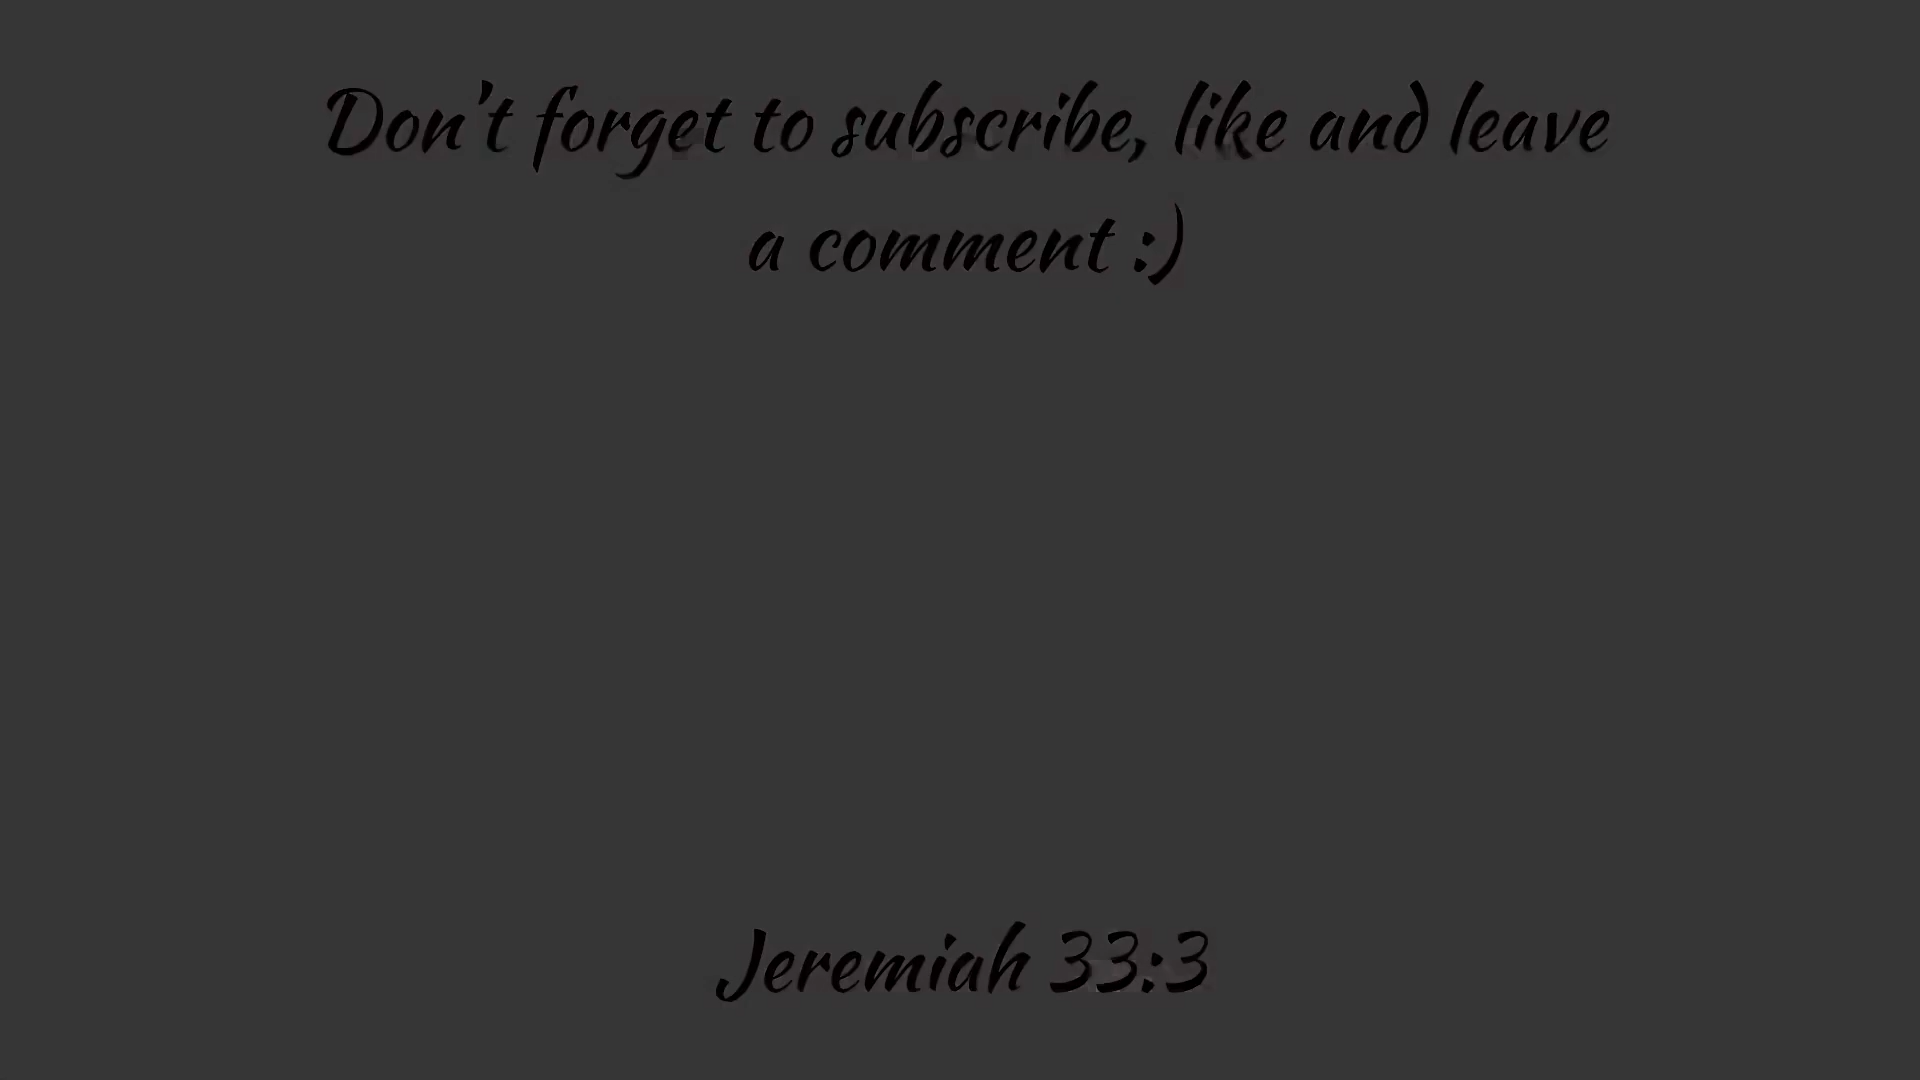 Don't forget to subscribe, like and leave
a comment :)
Jeremiah 33:3